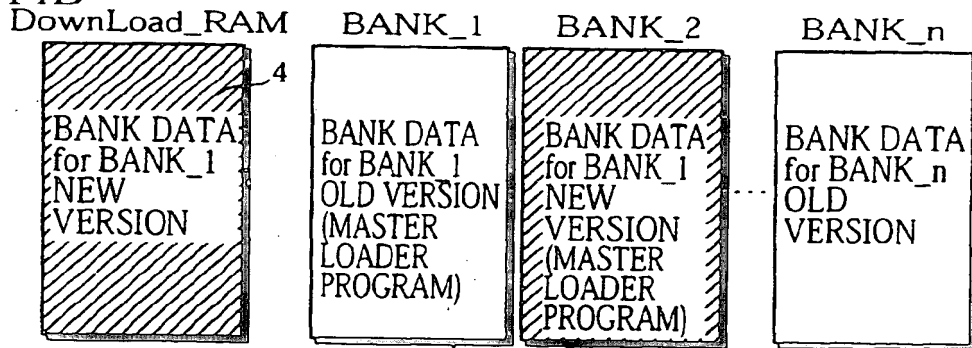 DownLoad_RAM BANK_1 BANK_2 BANK_n
4
BANK DATA
for BANK_1
NEW
VERSION
BANK DATA
for BANK_1
OLD VERSION
(MASTER
LOADER
PROGRAM)
BANK DATA
for BANK_1
NEW
VERSION
(MASTER
LOADER
PROGRAM)
BANK DATA
for BANK_n
OLD
VERSION